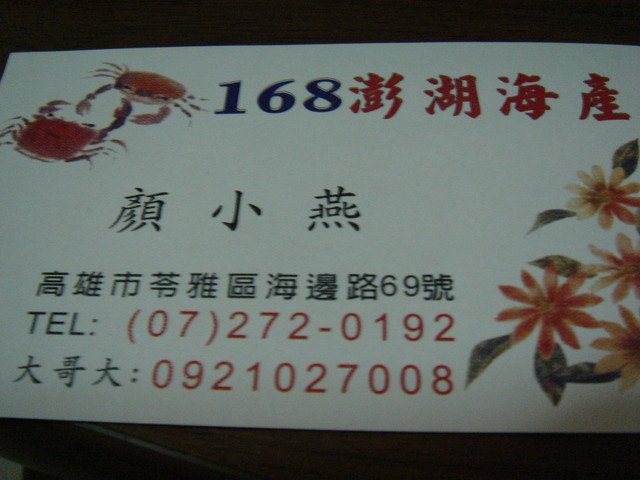 168澎湖海產
顏小燕
高雄市苓雅區海邊路69號
TEL: (07)272-0192
大哥大:0921027008